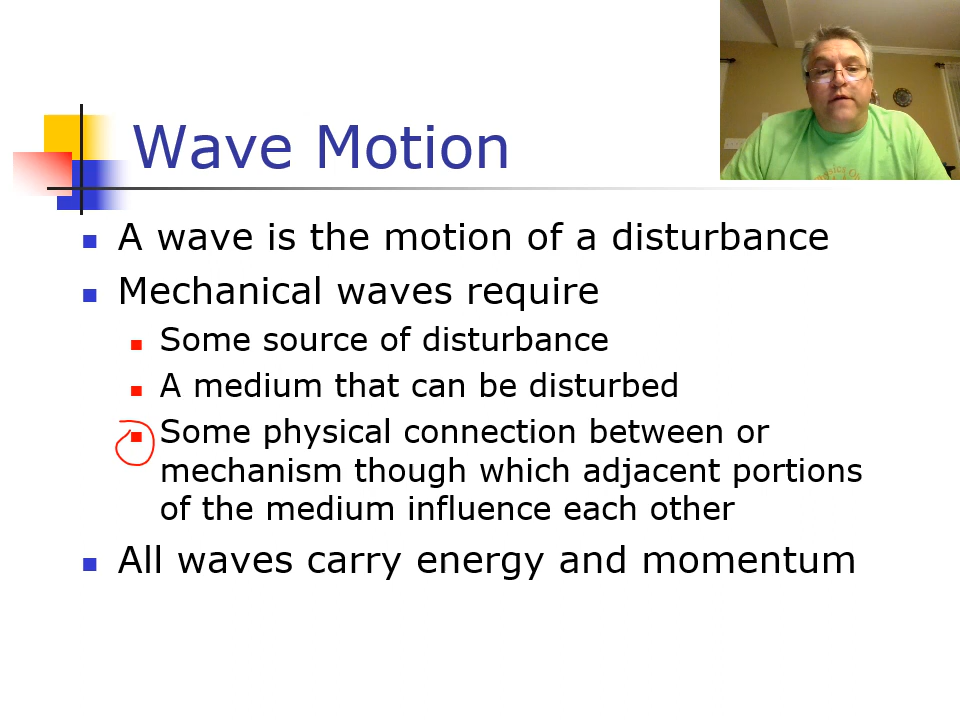 Wave Motion
A wave is the motion of a disturbance
Mechanical waves require
Some source of disturbance
A medium that can be disturbed
Some physical connection between or
mechanism though which adjacent portions
of the medium influence each other
All waves carry energy and momentum